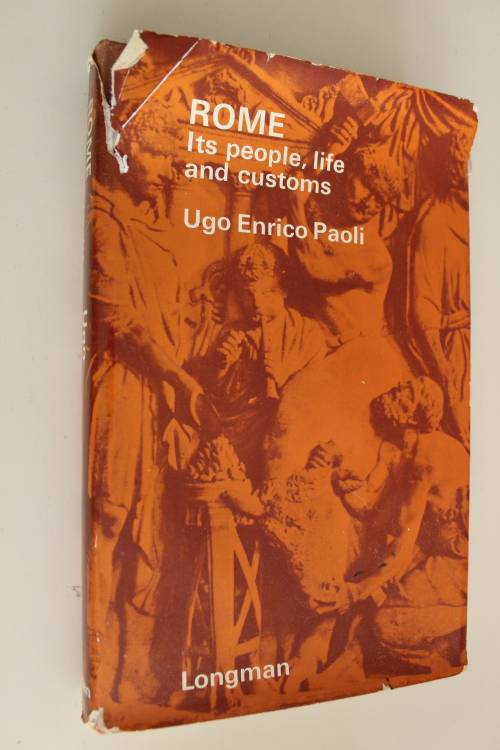 ROME
Its people, life
and customs
Ugo Enrico Paoli
Longman
ROME